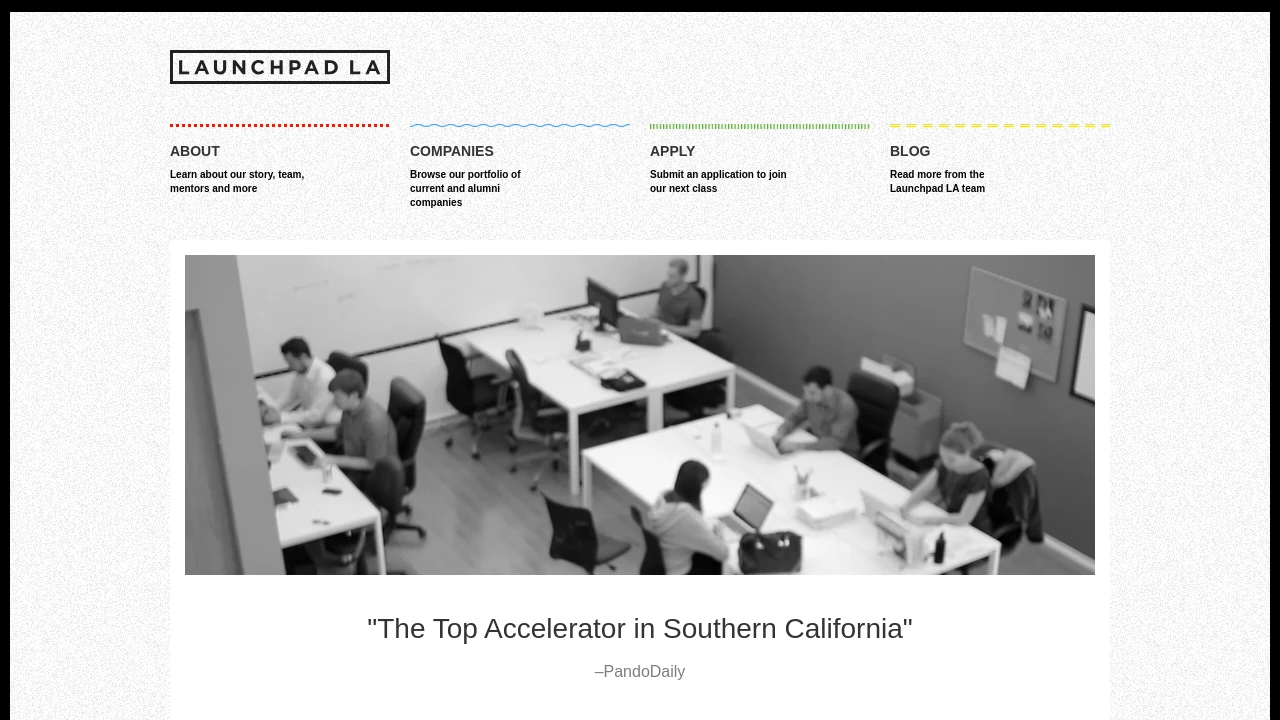 LAUNCHPAD LA
ABOUT
Learn about our story, team,
mentors and more
COMPANIES
Browse our portfolio of
current and alumni
companies
APPLY
Submit an application to join
our next class
BLOG
Read more from the
Launchpad LA team
"The Top Accelerator in Southern California"
–PandoDaily